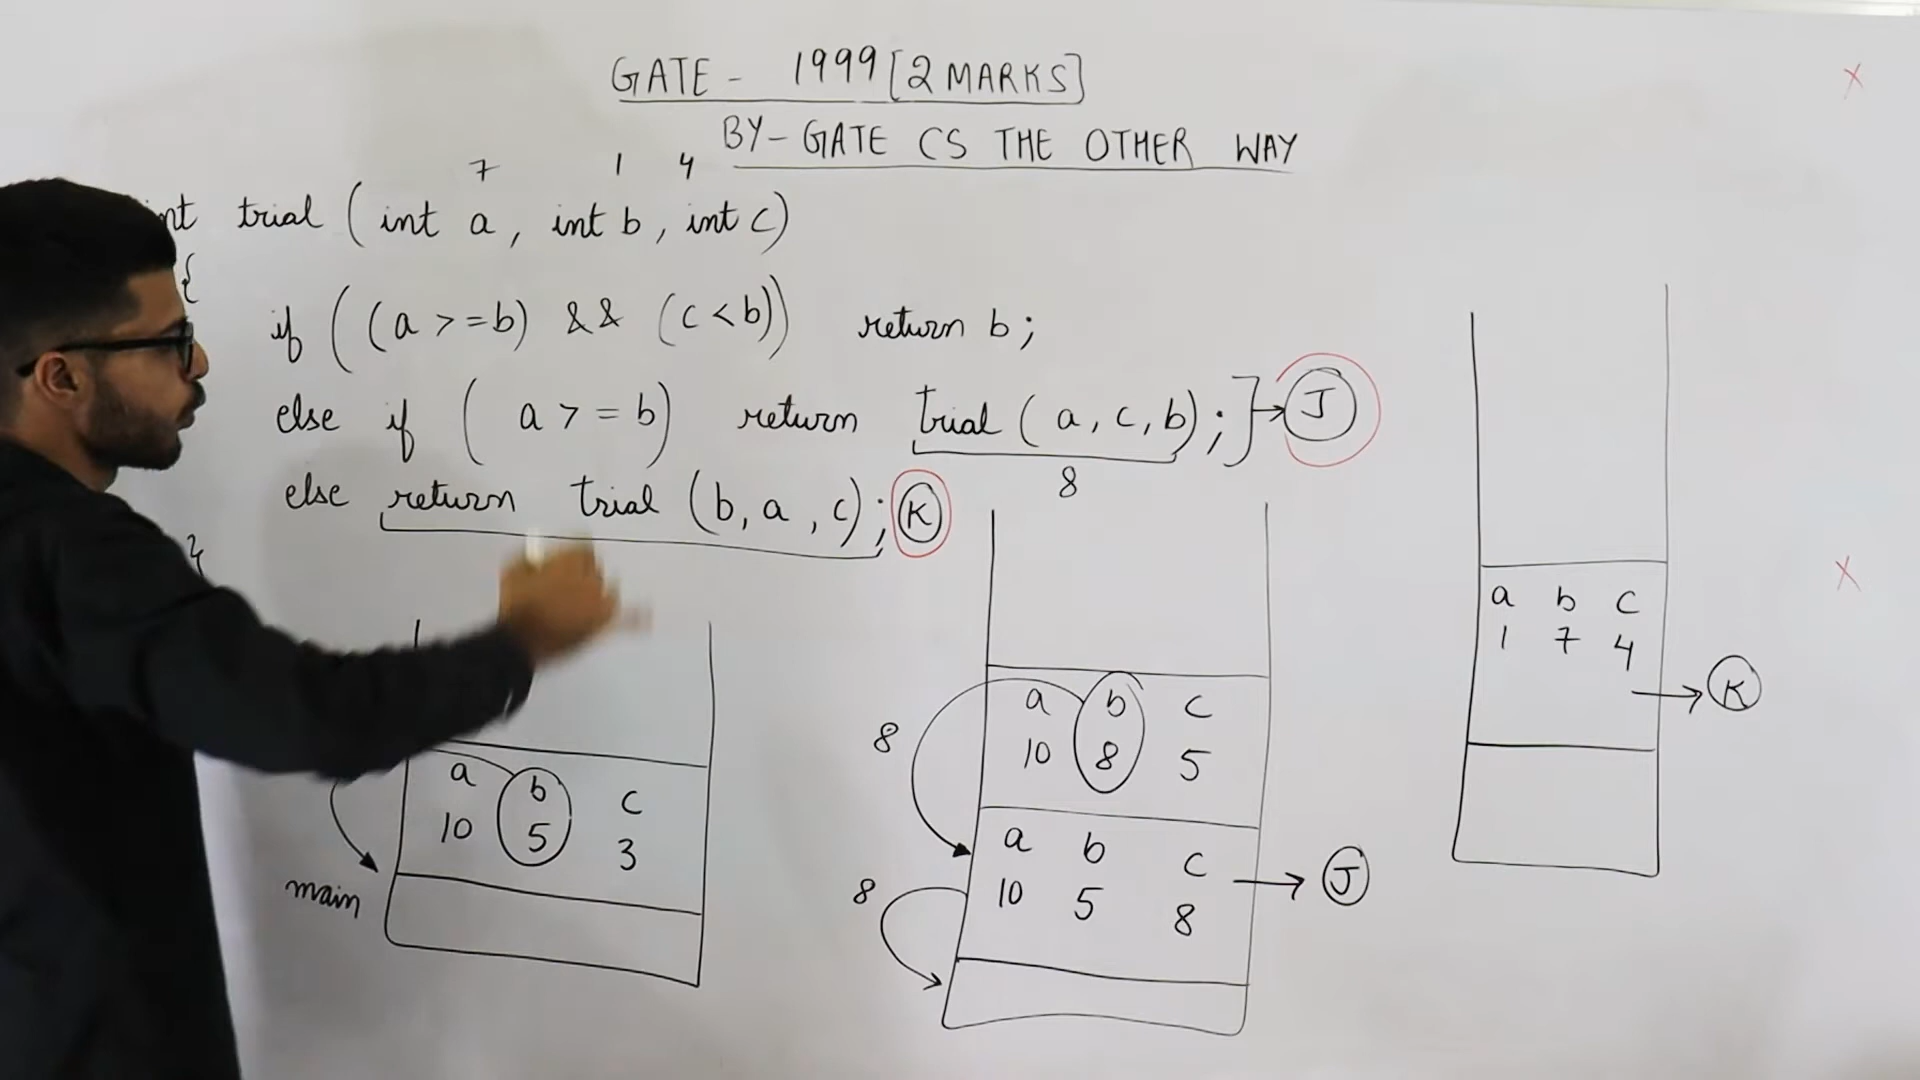 GATE - 1999 [2 MARKS]
BY - GATE CS THE OTHER WAY
7 1 4
int trial (int a, int b, int c)
{
if ((a >= b) && (c < b)) return b;
else if (a >= b) return trial (a, c, b); ] → J
8
else return trial (b, a, c); K
}
main
a b c
10 5 3
8
a b c
10 8 5
8
a b c
10 5 8
→ J
a b c
1 7 4
→ K
X
X